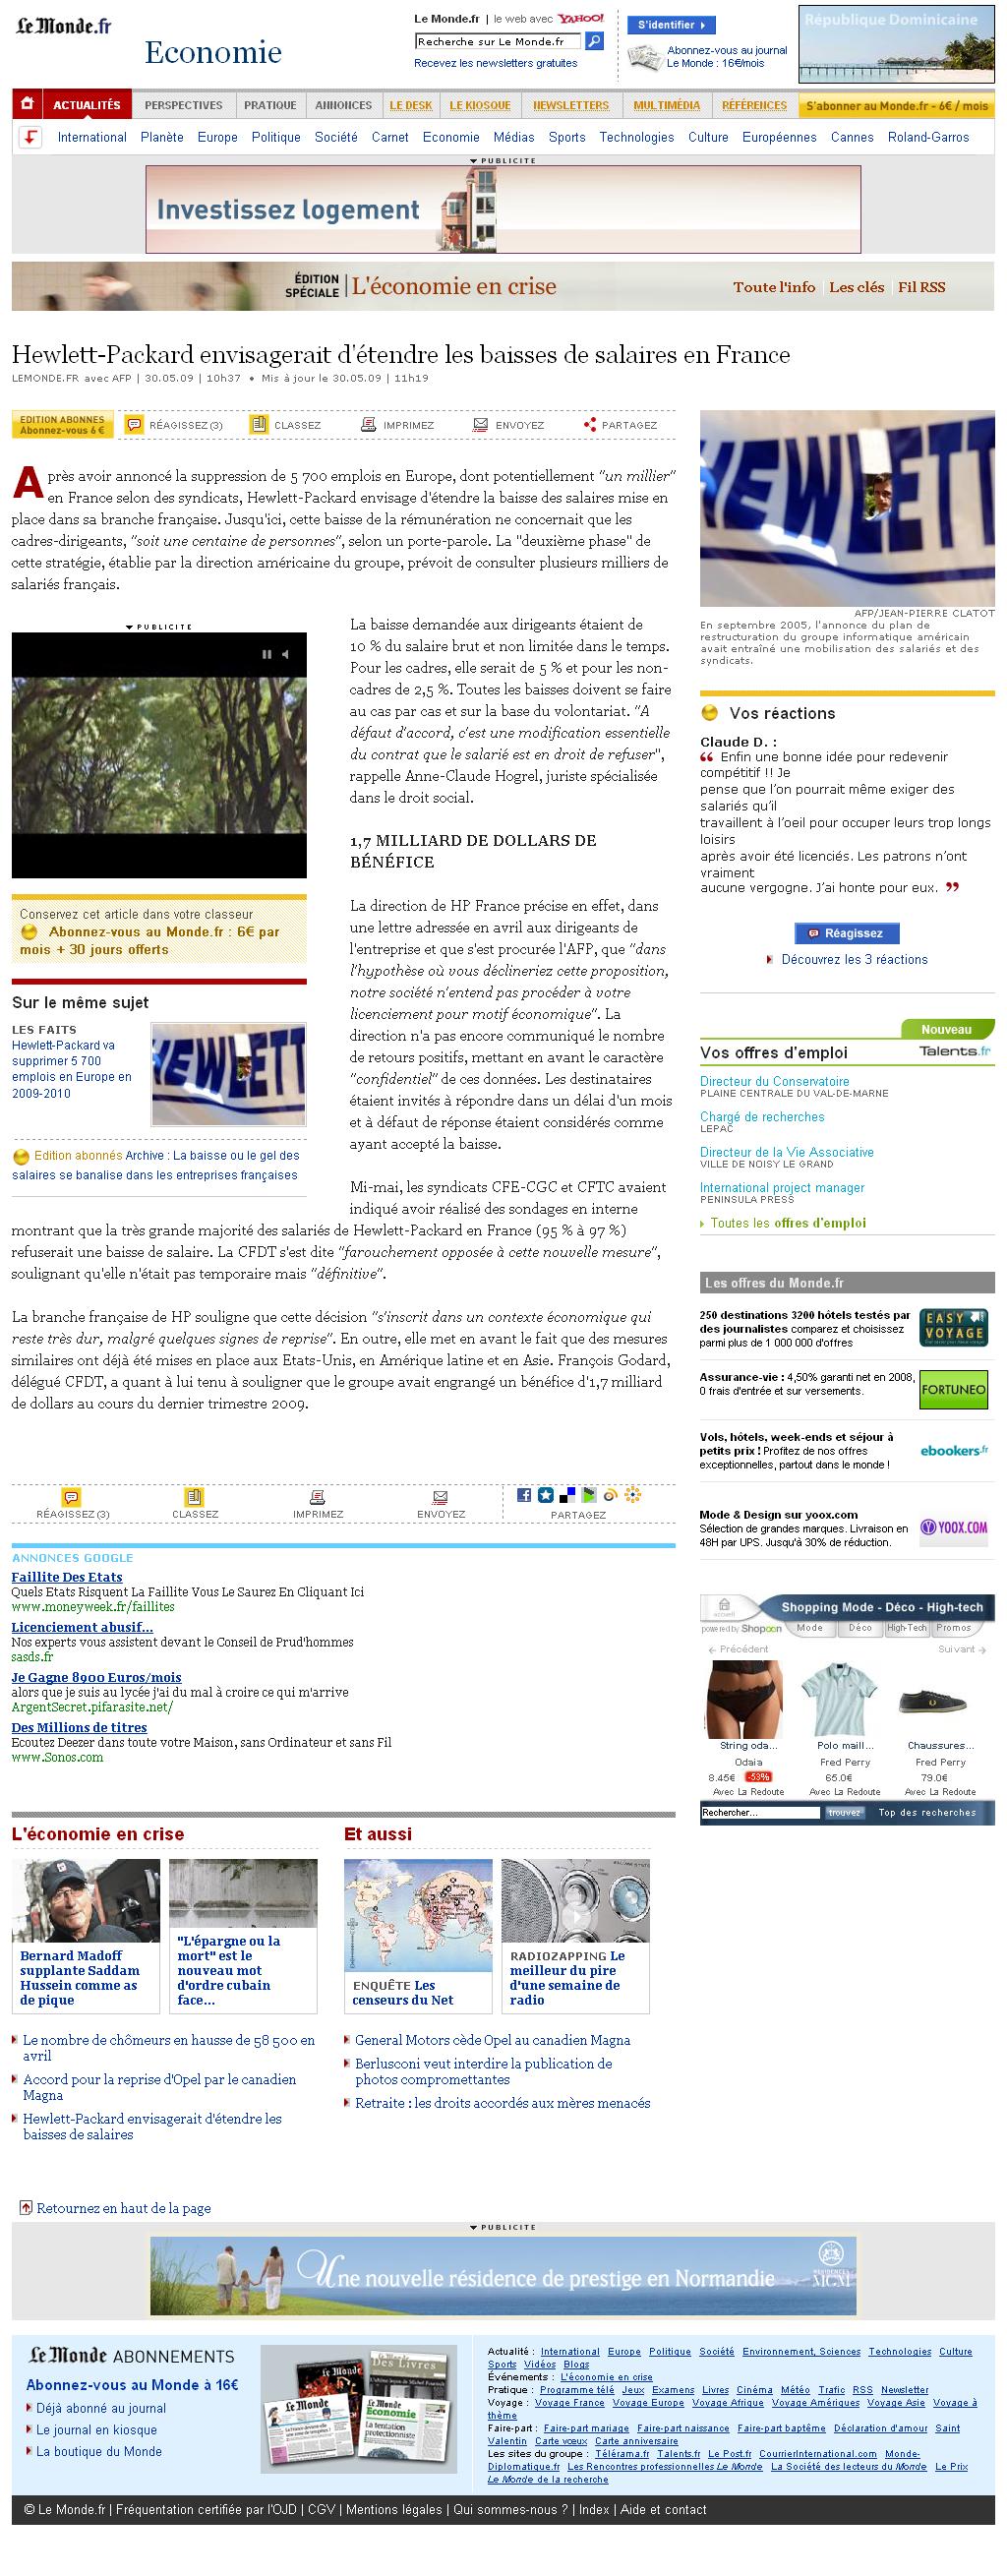 Le Monde.fr
Economie
Le Monde.fr | le web avec YAHOO!
Recherche sur Le Monde.fr
Recevez les newsletters gratuites
S'identifier
Abonnez-vous au journal
Le Monde : 16€/mois
République Dominicaine
ACTUALITÉS PERSPECTIVES PRATIQUE ANNONCES LE DESK LE KIOSQUE NEWSLETTERS MULTIMÉDIA RÉFÉRENCES S'abonner au Monde.fr - 6€ / mois
International Planète Europe Politique Société Carnet Economie Médias Sports Technologies Culture Européennes Cannes Roland-Garros
PUBLICITE
Investissez logement
ÉDITION SPÉCIALE | L'économie en crise
Toute l'info | Les clés | Fil RSS
Hewlett-Packard envisagerait d'étendre les baisses de salaires en France
LEMONDE.FR avec AFP | 30.05.09 | 10h37 • Mis à jour le 30.05.09 | 11h19
EDITION ABONNES
Abonnez-vous 6 €
RÉAGISSEZ (3) CLASSEZ IMPRIMEZ ENVOYEZ PARTAGEZ
Après avoir annoncé la suppression de 5 700 emplois en Europe, dont potentiellement "un millier"
en France selon des syndicats, Hewlett-Packard envisage d'étendre la baisse des salaires mise en
place dans sa branche française. Jusqu'ici, cette baisse de la rémunération ne concernait que les
cadres-dirigeants, "soit une centaine de personnes", selon un porte-parole. La "deuxième phase" de
cette stratégie, établie par la direction américaine du groupe, prévoit de consulter plusieurs milliers de
salariés français.
PUBLICITE
La baisse demandée aux dirigeants étaient de
10 % du salaire brut et non limitée dans le temps.
Pour les cadres, elle serait de 5 % et pour les non-
cadres de 2,5 %. Toutes les baisses doivent se faire
au cas par cas et sur la base du volontariat. "A
défaut d'accord, c'est une modification essentielle
du contrat que le salarié est en droit de refuser",
rappelle Anne-Claude Hogrel, juriste spécialisée
dans le droit social.
1,7 MILLIARD DE DOLLARS DE
BÉNÉFICE
La direction de HP France précise en effet, dans
une lettre adressée en avril aux dirigeants de
l'entreprise et que s'est procurée l'AFP, que "dans
l'hypothèse où vous déclineriez cette proposition,
notre société n'entend pas procéder à votre
licenciement pour motif économique". La
direction n'a pas encore communiqué le nombre
de retours positifs, mettant en avant le caractère
"confidentiel" de ces données. Les destinataires
étaient invités à répondre dans un délai d'un mois
et à défaut de réponse étaient considérés comme
ayant accepté la baisse.
Mi-mai, les syndicats CFE-CGC et CFTC avaient
indiqué avoir réalisé des sondages en interne
montrant que la très grande majorité des salariés de Hewlett-Packard en France (95 % à 97 %)
refuserait une baisse de salaire. La CFDT s'est dite "farouchement opposée à cette nouvelle mesure",
soulignant qu'elle n'était pas temporaire mais "définitive".
La branche française de HP souligne que cette décision "s'inscrit dans un contexte économique qui
reste très dur, malgré quelques signes de reprise". En outre, elle met en avant le fait que des mesures
similaires ont déjà été mises en place aux Etats-Unis, en Amérique latine et en Asie. François Godard,
délégué CFDT, a quant à lui tenu à souligner que le groupe avait engrangé un bénéfice d'1,7 milliard
de dollars au cours du dernier trimestre 2009.
Conservez cet article dans votre classeur
Abonnez-vous au Monde.fr : 6€ par
mois + 30 jours offerts
Sur le même sujet
LES FAITS
Hewlett-Packard va
supprimer 5 700
emplois en Europe en
2009-2010
Edition abonnés Archive : La baisse ou le gel des
salaires se banalise dans les entreprises françaises
RÉAGISSEZ (3) CLASSEZ IMPRIMEZ ENVOYEZ PARTAGEZ
AFP/JEAN-PIERRE CLATOT
En septembre 2005, l'annonce du plan de
restructuration du groupe informatique américain
avait entraîné une mobilisation des salariés et des
syndicats.
Vos réactions
Claude D. :
Enfin une bonne idée pour redevenir
compétitif !! Je
pense que l'on pourrait même exiger des
salariés qu'il
travaillent à l'oeil pour occuper leurs trop longs
loisirs
après avoir été licenciés. Les patrons n'ont
vraiment
aucune vergogne. J'ai honte pour eux.
Réagissez
Découvrez les 3 réactions
Nouveau
Vos offres d'emploi Talents.fr
Directeur du Conservatoire
PLAINE CENTRALE DU VAL-DE-MARNE
Chargé de recherches
LEPAC
Directeur de la Vie Associative
VILLE DE NOISY LE GRAND
International project manager
PENINSULA PRESS
Toutes les offres d'emploi
Les offres du Monde.fr
250 destinations 3200 hôtels testés par
des journalistes comparez et choisissez
parmi plus de 1 000 000 d'offres
EASY VOYAGE
Assurance-vie : 4,50% garanti net en 2008,
0 frais d'entrée et sur versements.
FORTUNEO
Vols, hôtels, week-ends et séjour à
petits prix ! Profitez de nos offres
exceptionnelles, partout dans le monde !
ebookers.fr
Mode & Design sur yoox.com
Sélection de grandes marques. Livraison en
48H par UPS. Jusqu'à 30% de réduction.
YOOX.COM
accueil
Shopping Mode - Déco - High-tech
powered by Shopoon Mode Déco High-Tech Promos
Précédent Suivant
String oda... Polo maill... Chaussures...
Odaia Fred Perry Fred Perry
8.45€ -53% 65.0€ 79.0€
Avec La Redoute Avec La Redoute Avec La Redoute
Rechercher... trouvez Top des recherches
ANNONCES GOOGLE
Faillite Des Etats
Quels Etats Risquent La Faillite Vous Le Saurez En Cliquant Ici
www.moneyweek.fr/faillites
Licenciement abusif...
Nos experts vous assistent devant le Conseil de Prud'hommes
sasds.fr
Je Gagne 8900 Euros/mois
alors que je suis au lycée j'ai du mal à croire ce qui m'arrive
ArgentSecret.pifarasite.net/
Des Millions de titres
Ecoutez Deezer dans toute votre Maison, sans Ordinateur et sans Fil
www.Sonos.com
L'économie en crise
Bernard Madoff
supplante Saddam
Hussein comme as
de pique
"L'épargne ou la
mort" est le
nouveau mot
d'ordre cubain
face...
Le nombre de chômeurs en hausse de 58 500 en
avril
Accord pour la reprise d'Opel par le canadien
Magna
Hewlett-Packard envisagerait d'étendre les
baisses de salaires
Et aussi
ENQUÊTE Les
censeurs du Net
RADIOZAPPING Le
meilleur du pire
d'une semaine de
radio
General Motors cède Opel au canadien Magna
Berlusconi veut interdire la publication de
photos compromettantes
Retraite : les droits accordés aux mères menacés
Retournez en haut de la page
PUBLICITE
Une nouvelle résidence de prestige en Normandie
RÉSIDENCES MGM
Le Monde ABONNEMENTS
Abonnez-vous au Monde à 16€
Déjà abonné au journal
Le journal en kiosque
La boutique du Monde
Actualité : International Europe Politique Société Environnement, Sciences Technologies Culture
Sports Vidéos Blogs
Événements : L'économie en crise
Pratique : Programme télé Jeux Examens Livres Cinéma Météo Trafic RSS Newsletter
Voyage : Voyage France Voyage Europe Voyage Afrique Voyage Amériques Voyage Asie Voyage à
thème
Faire-part : Faire-part mariage Faire-part naissance Faire-part baptême Déclaration d'amour Saint
Valentin Carte vœux Carte anniversaire
Les sites du groupe : Télérama.fr Talents.fr Le Post.fr CourrierInternational.com Monde-
Diplomatique.fr Les Rencontres professionnelles Le Monde La Société des lecteurs du Monde Le Prix
Le Monde de la recherche
© Le Monde.fr | Fréquentation certifiée par l'OJD | CGV | Mentions légales | Qui sommes-nous ? | Index | Aide et contact